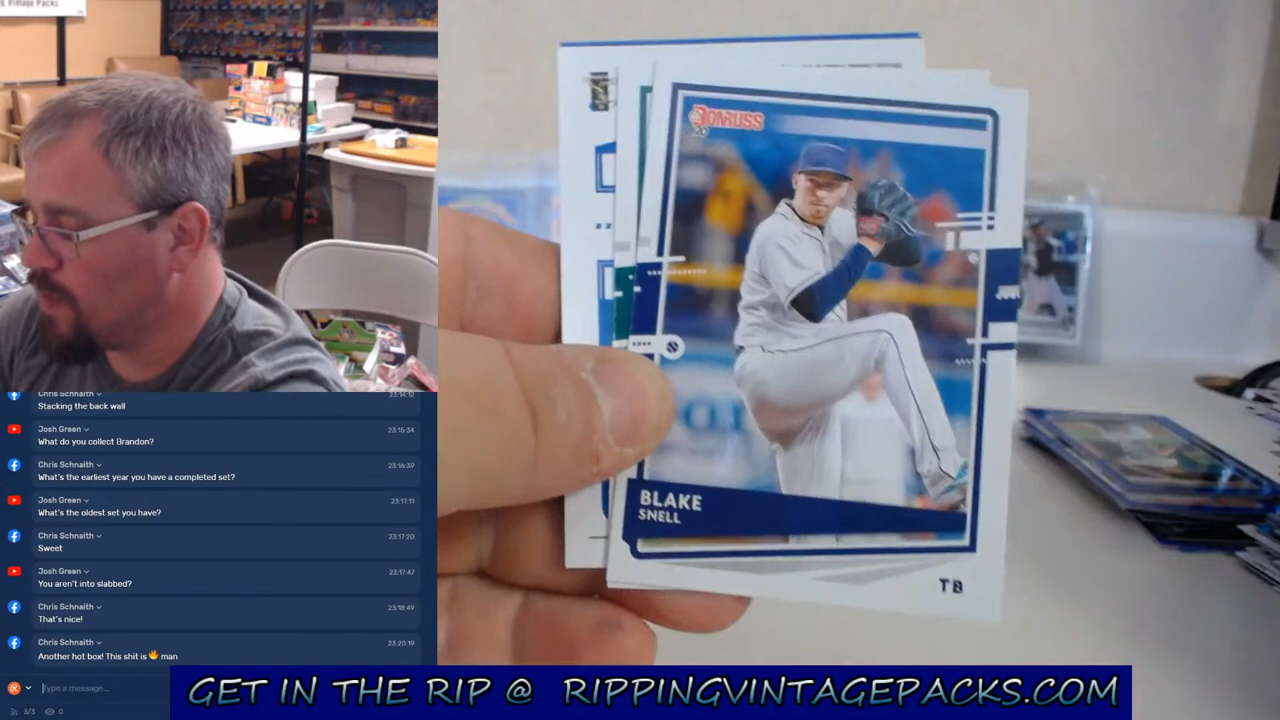 g Vintage Packs.
DONRUSS
20
BLAKE
SNELL
TB
Chris Schnaith
23:14:12
Stacking the back wall
Josh Green
23:15:34
What do you collect Brandon?
Chris Schnaith
23:16:39
What's the earliest year you have a completed set?
Josh Green
23:17:11
What's the oldest set you have?
Chris Schnaith
23:17:20
Sweet
Josh Green
23:17:47
You aren't into slabbed?
Chris Schnaith
23:18:49
That's nice!
Chris Schnaith
23:20:19
Another hot box! This shit is 🔥 man
Type a message...
3/3 0
GET IN THE RIP @ RIPPINGVINTAGEPACKS.COM